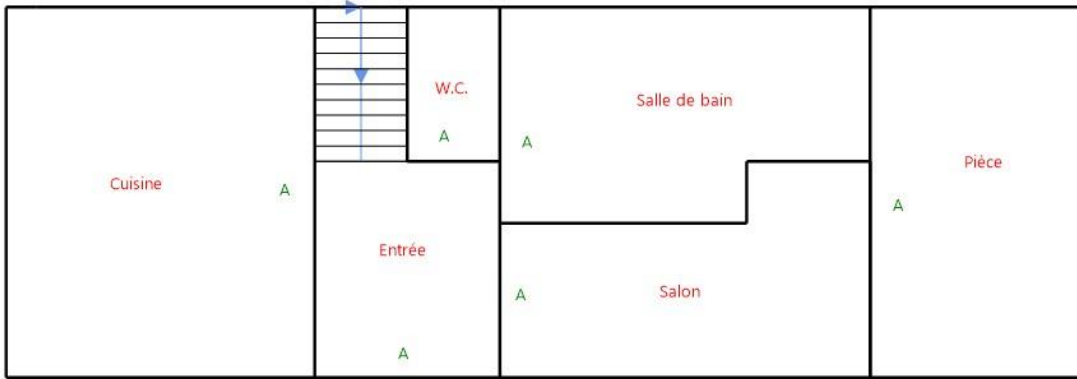 W.C.
Salle de bain
A
A
Pièce
Cuisine
A
A
Entrée
Salon
A
A